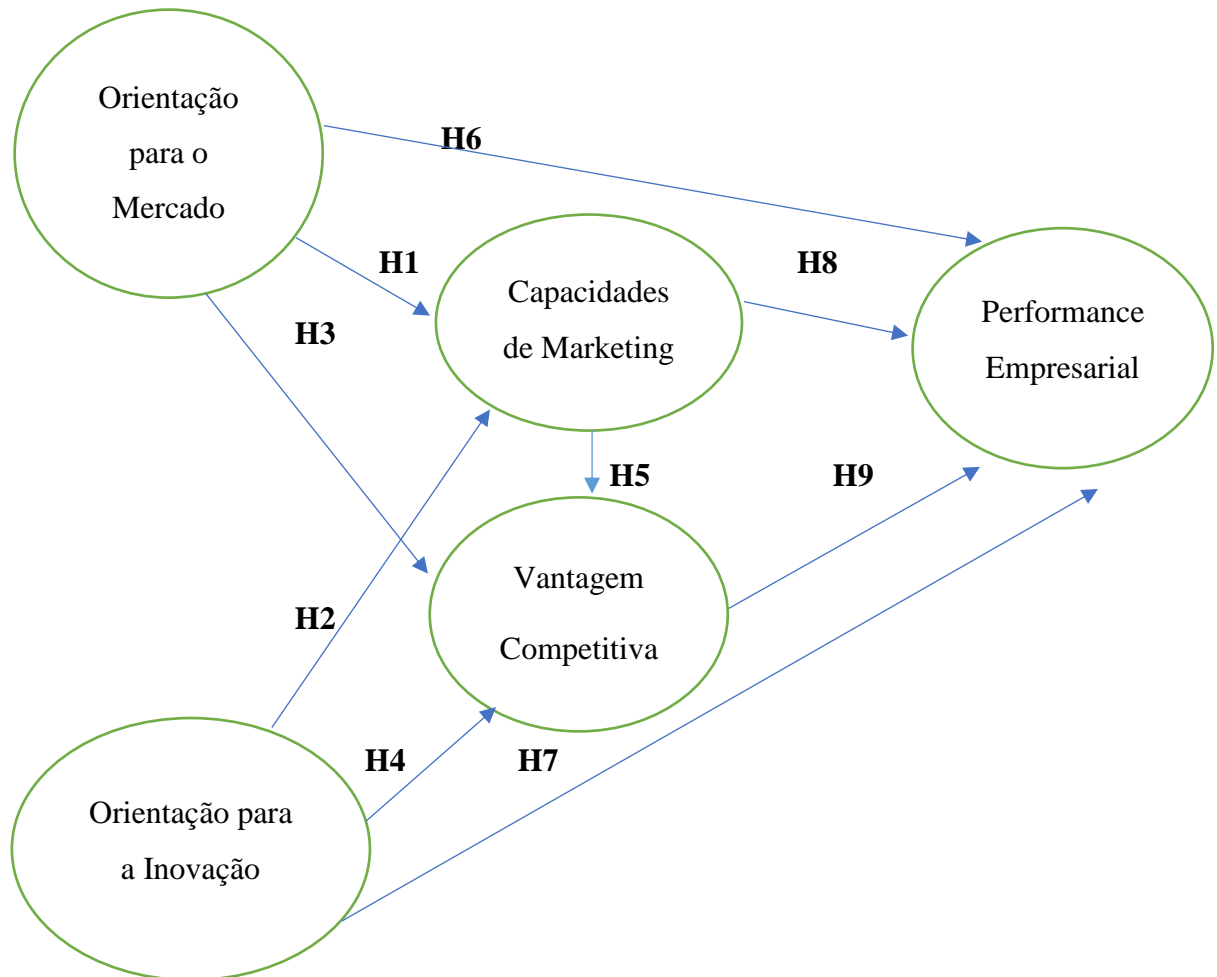 Orientação
para o
Mercado
H6
H1
H8
H3
Capacidades
de Marketing
Performance
Empresarial
H5
H9
H2
Vantagem
Competitiva
H4
H7
Orientação para
a Inovação